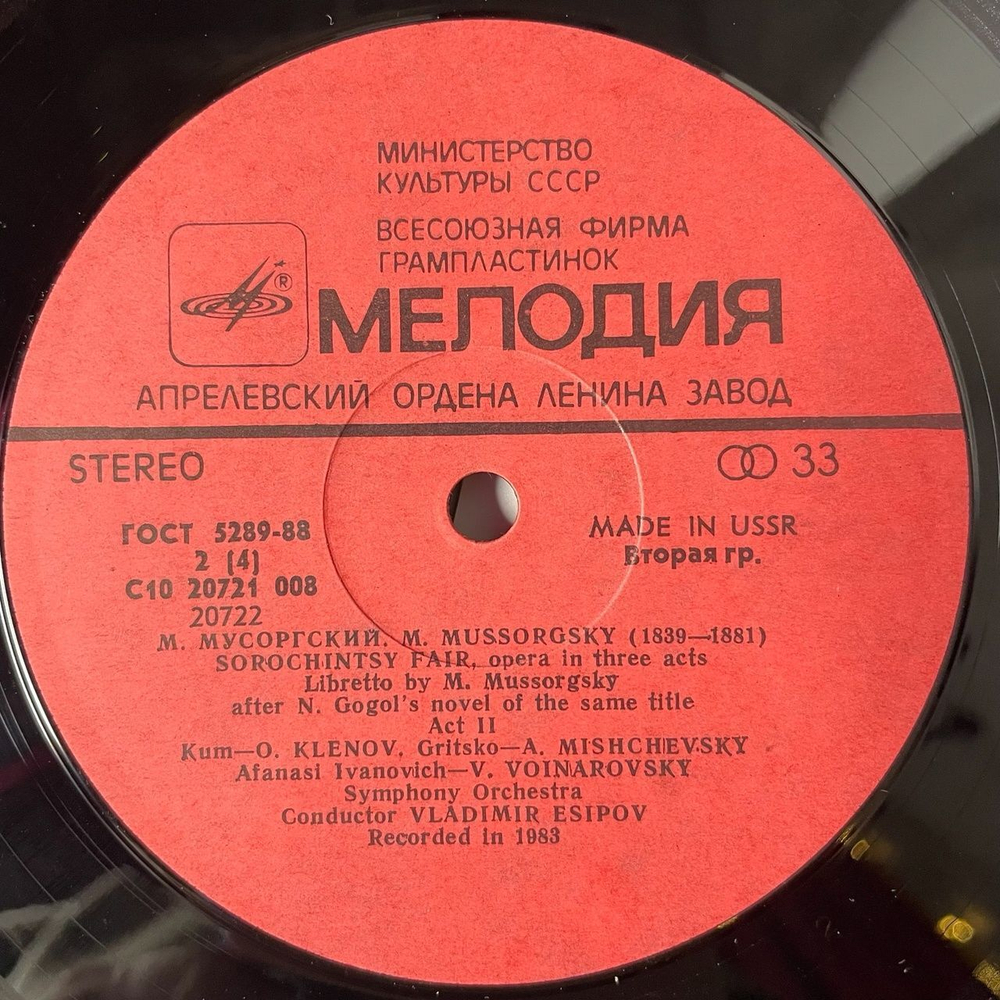 МИНИСТЕРСТВО
КУЛЬТУРЫ СССР
ВСЕСОЮЗНАЯ ФИРМА
ГРАМПЛАСТИНОК
®
МЕЛОДИЯ
АПРЕЛЕВСКИЙ ОРДЕНА ЛЕНИНА ЗАВОД
STEREO
33
ГОСТ 5289-88
2 (4)
С10 20721 008
20722
MADE IN USSR
Вторая гр.
М. МУСОРГСКИЙ. M. MUSSORGSKY (1839—1881)
SOROCHINTSY FAIR, opera in three acts
Libretto by M. Mussorgsky
after N. Gogol's novel of the same title
Act II
Kum—O. KLENOV. Gritsko—A. MISHCHEVSKY
Afanasi Ivanovich—V. VOINAROVSKY
Symphony Orchestra
Conductor VLADIMIR ESIPOV
Recorded in 1983